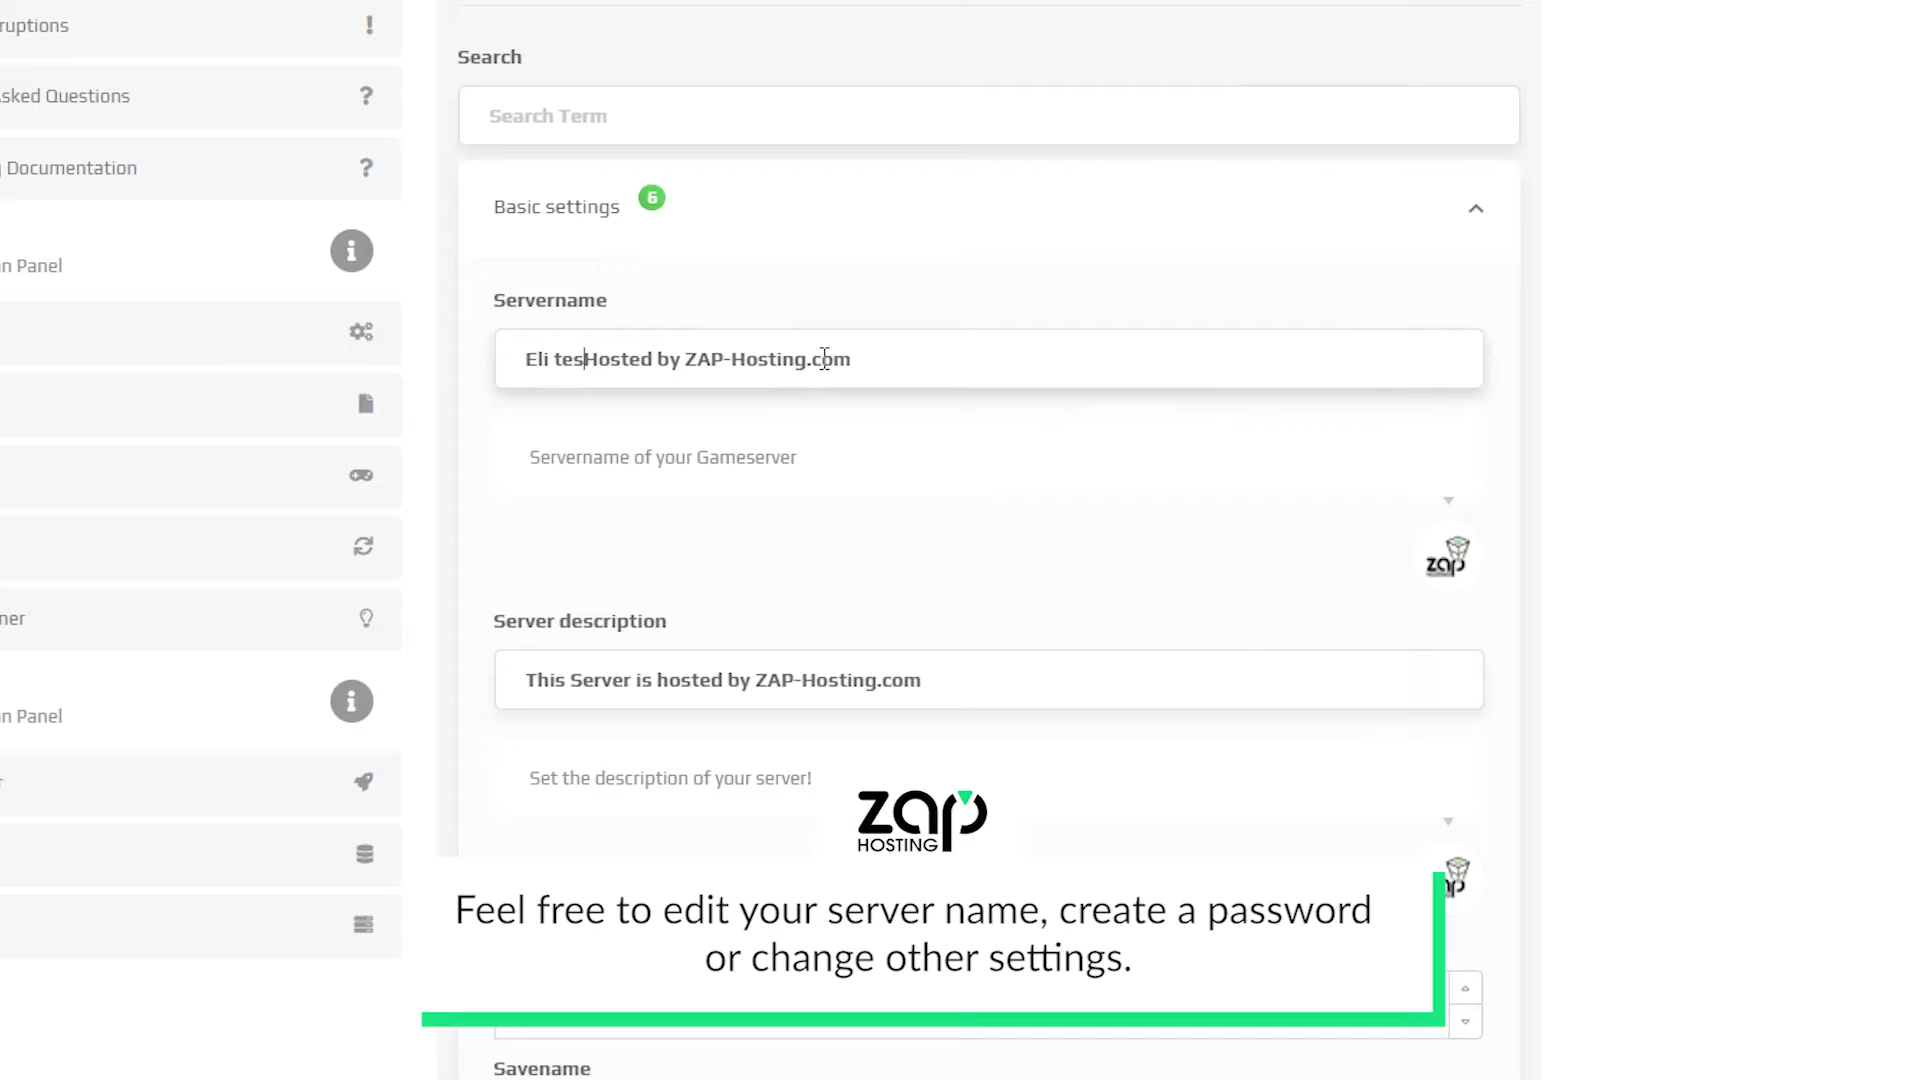 ruptions
!
sked Questions
?
Documentation
?
n Panel
ner
n Panel
Search
Search Term
Basic settings 6
Servername
Eli tesHosted by ZAP-Hosting.com
Servername of your Gameserver
zap
Server description
This Server is hosted by ZAP-Hosting.com
Set the description of your server!
zap
HOSTING
Feel free to edit your server name, create a password
or change other settings.
Savename